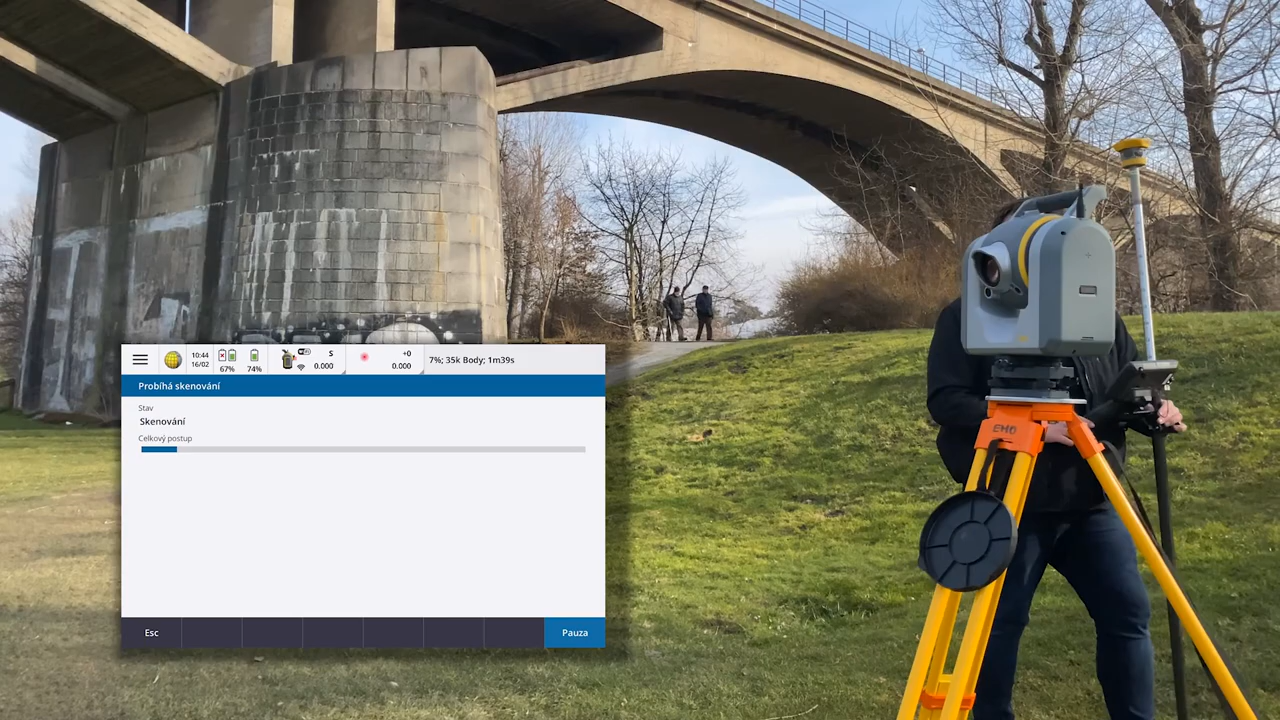 10:44
16/02
67%
74%
S
0.000
+0
0.000
7%; 35k Body; 1m39s
Probíhá skenování
Stav
Skenování
Celkový postup
Esc
Pauza
EHO